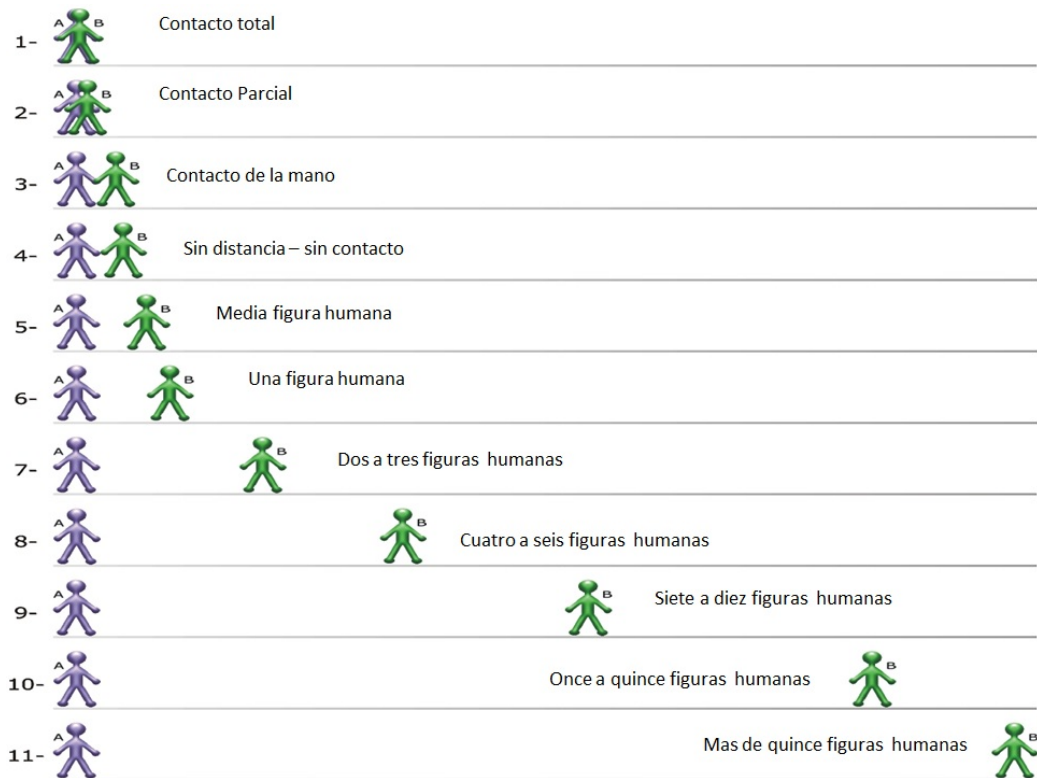 A B Contacto total
1-
A B Contacto Parcial
2-
A B Contacto de la mano
3-
A B Sin distancia – sin contacto
4-
A B Media figura humana
5-
A B Una figura humana
6-
A B Dos a tres figuras humanas
7-
A B Cuatro a seis figuras humanas
8-
A B Siete a diez figuras humanas
9-
A Once a quince figuras humanas B
10-
A Mas de quince figuras humanas B
11-